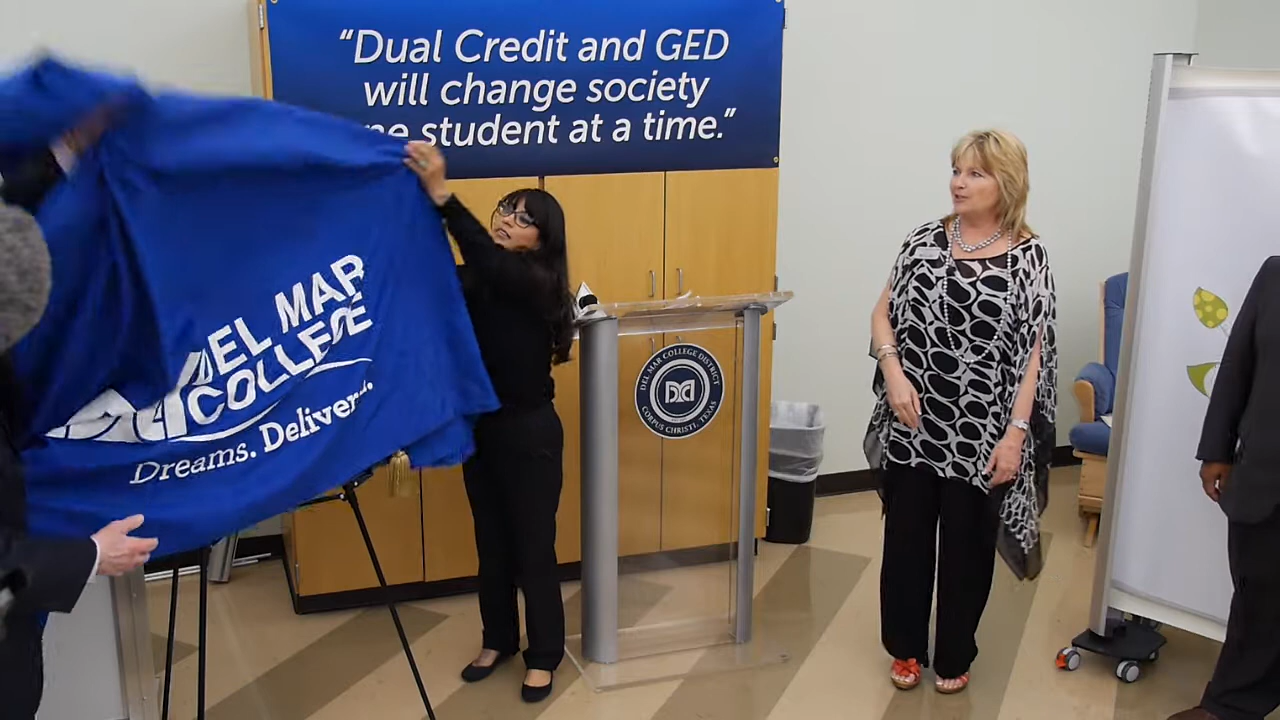 “Dual Credit and GED
will change society
student at a time.”
DEL MAR
COLLEGE
Dreams. Delivered.
DEL MAR COLLEGE DISTRICT
CORPUS CHRISTI, TEXAS